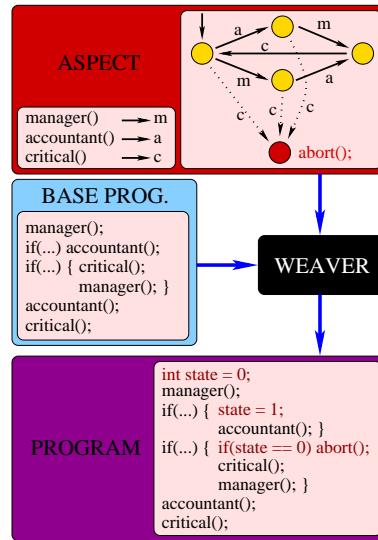 ASPECT
a
m
c
m
a
c
c
c
manager() m
accountant() a
critical() c
abort();
BASE PROG.
manager();
if(...) accountant();
if(...) { critical();
manager(); }
accountant();
critical();
WEAVER
PROGRAM
int state = 0;
manager();
if(...) { state = 1;
accountant(); }
if(...) { if(state == 0) abort();
critical();
manager(); }
accountant();
critical();